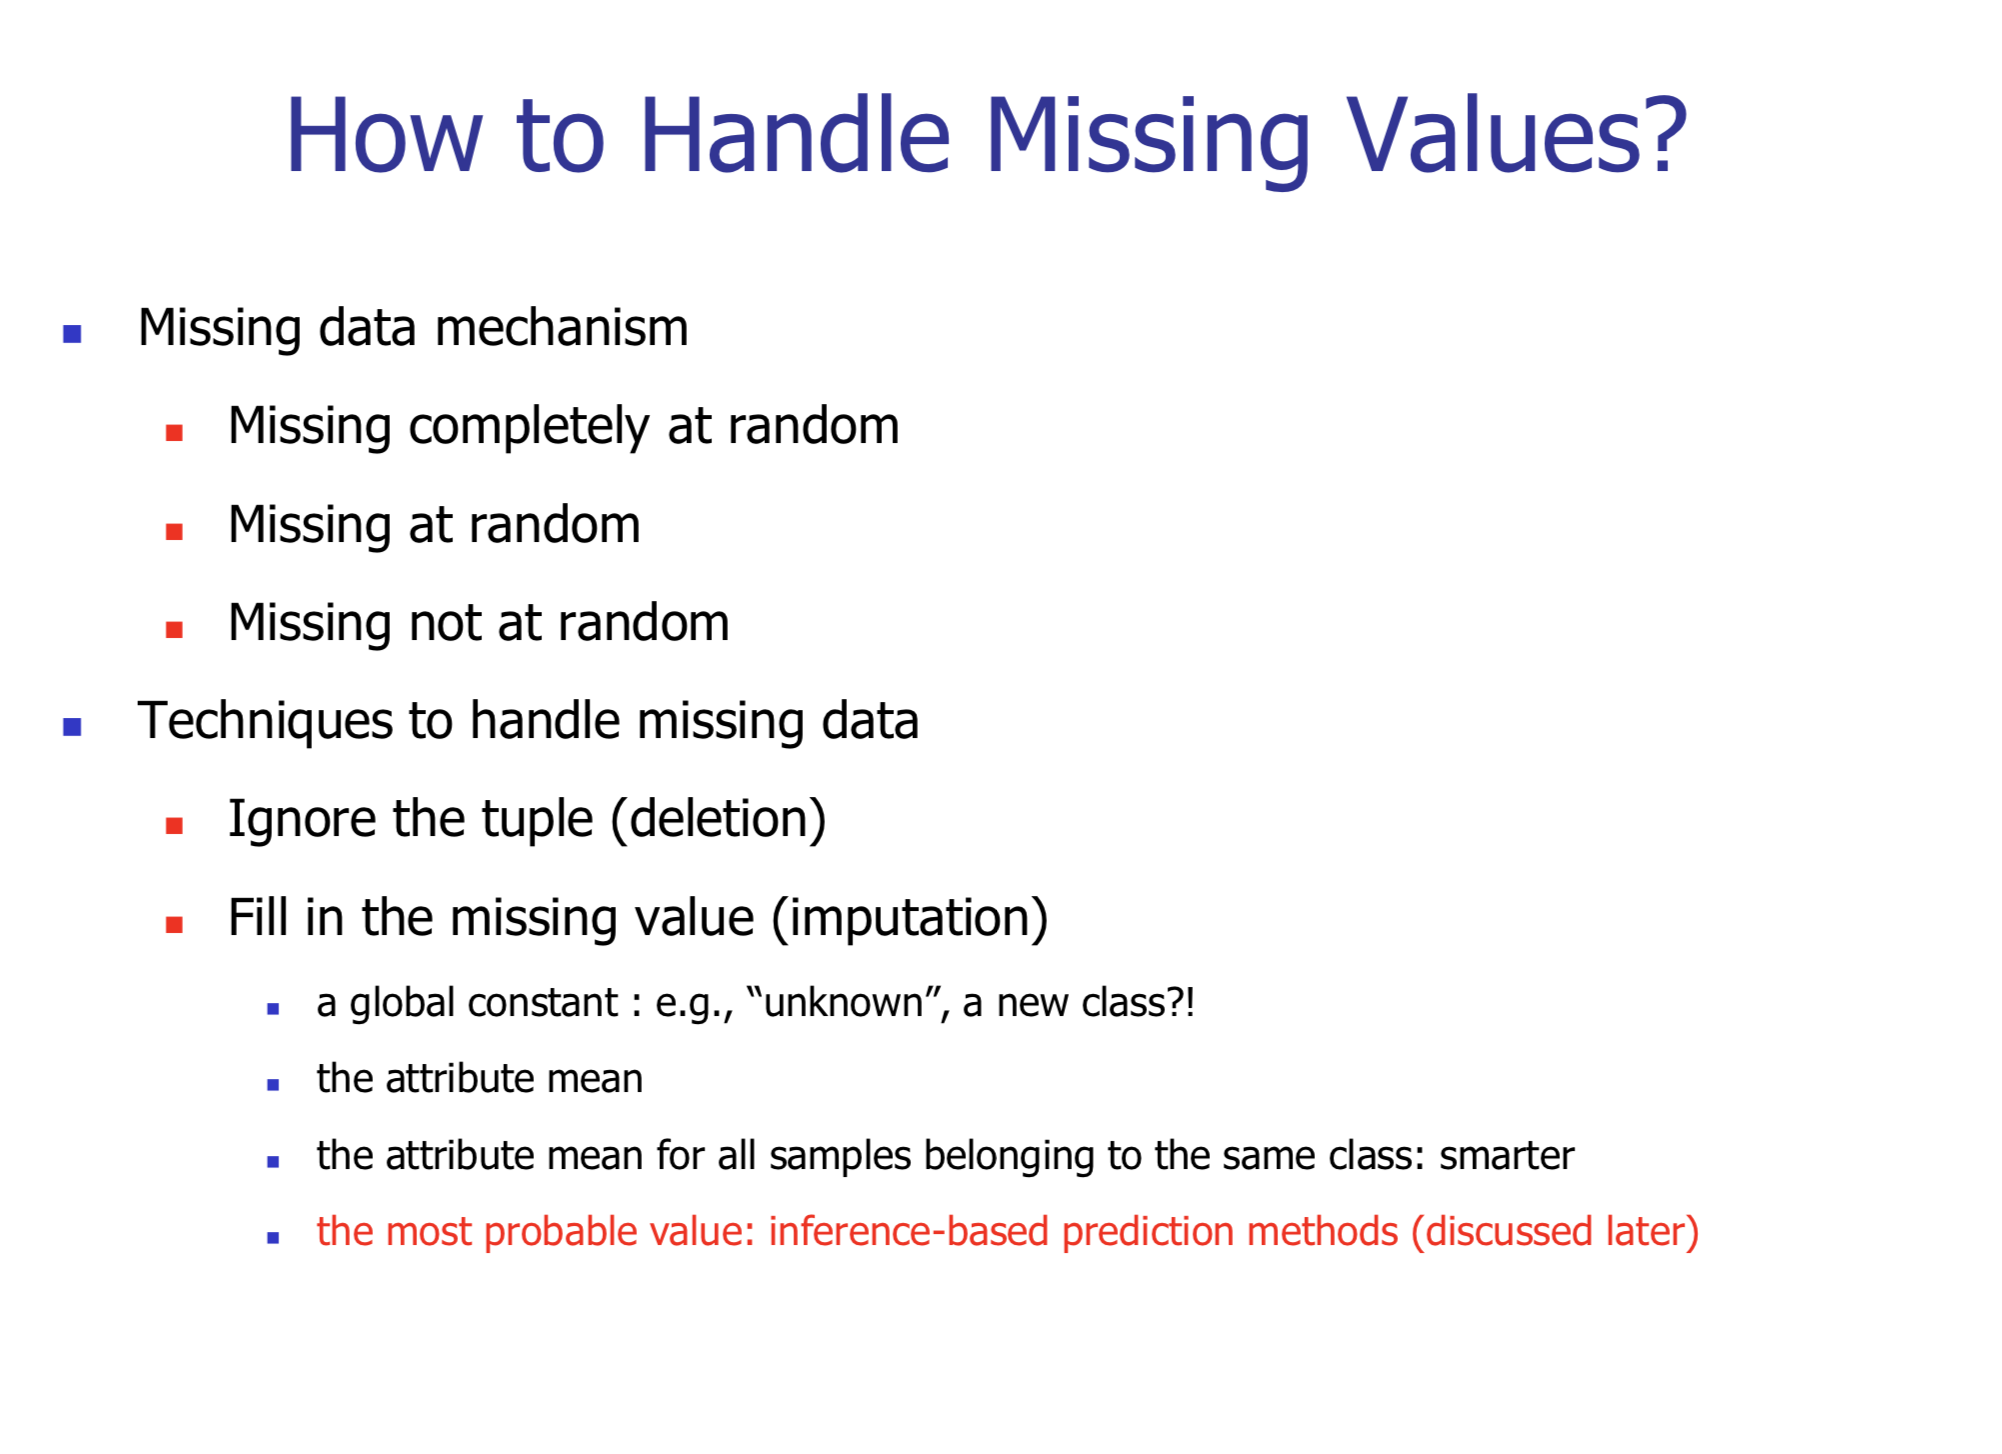 How to Handle Missing Values?
Missing data mechanism
Missing completely at random
Missing at random
Missing not at random
Techniques to handle missing data
Ignore the tuple (deletion)
Fill in the missing value (imputation)
a global constant : e.g., “unknown”, a new class?!
the attribute mean
the attribute mean for all samples belonging to the same class: smarter
the most probable value: inference-based prediction methods (discussed later)